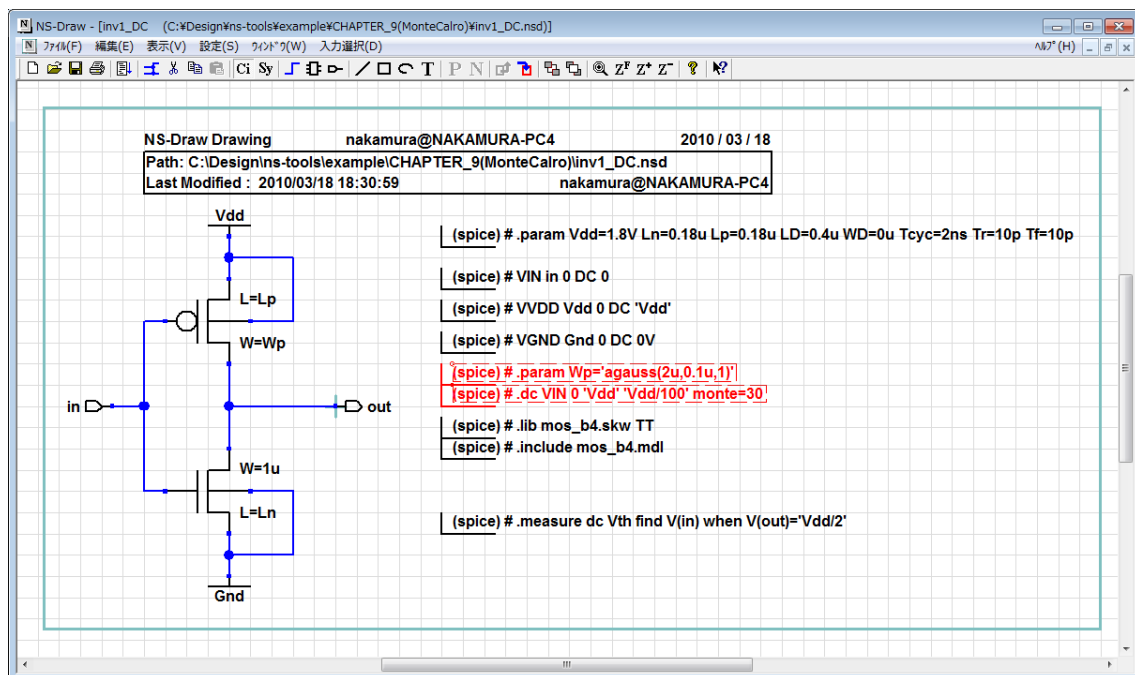 NS-Draw - [inv1_DC (C:¥Design¥ns-tools¥example¥CHAPTER_9(MonteCalro)¥inv1_DC.nsd)]
ﾌｧｲﾙ(F) 編集(E) 表示(V) 設定(S) ｳｨﾝﾄﾞｳ(W) 入力選択(D) ﾍﾙﾌﾟ(H)
Ci Sy T P N Z^F Z^+ Z^-
NS-Draw Drawing nakamura@NAKAMURA-PC4 2010 / 03 / 18
Path: C:\Design\ns-tools\example\CHAPTER_9(MonteCalro)\inv1_DC.nsd
Last Modified : 2010/03/18 18:30:59 nakamura@NAKAMURA-PC4
Vdd
L=Lp
W=Wp
in
out
W=1u
L=Ln
Gnd
(spice) # .param Vdd=1.8V Ln=0.18u Lp=0.18u LD=0.4u WD=0u Tcyc=2ns Tr=10p Tf=10p
(spice) # VIN in 0 DC 0
(spice) # VVDD Vdd 0 DC 'Vdd'
(spice) # VGND Gnd 0 DC 0V
(spice) # .param Wp='agauss(2u,0.1u,1)'
(spice) # .dc VIN 0 'Vdd' 'Vdd/100' monte=30
(spice) # .lib mos_b4.skw TT
(spice) # .include mos_b4.mdl
(spice) # .measure dc Vth find V(in) when V(out)='Vdd/2'